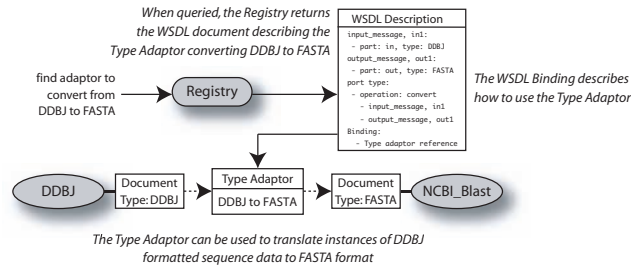 When queried, the Registry returns
the WSDL document describing the
Type Adaptor converting DDBJ to FASTA
WSDL Description
input_message, in1:
- part: in, type: DDBJ
output_message, out1:
- part: out, type: FASTA
port type:
- operation: convert
- input_message, in1
- output_message, out1
Binding:
- Type adaptor reference
find adaptor to
convert from
DDBJ to FASTA
Registry
The WSDL Binding describes
how to use the Type Adaptor
DDBJ
Document
Type: DDBJ
Type Adaptor
DDBJ to FASTA
Document
Type: FASTA
NCBI_Blast
The Type Adaptor can be used to translate instances of DDBJ
formatted sequence data to FASTA format